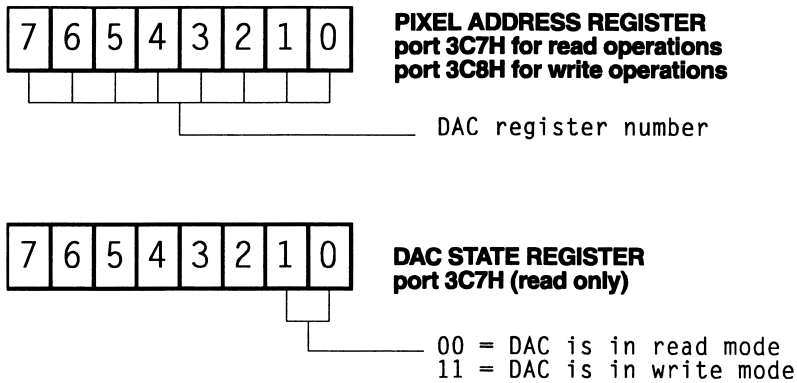 7 6 5 4 3 2 1 0
PIXEL ADDRESS REGISTER
port 3C7H for read operations
port 3C8H for write operations
DAC register number
7 6 5 4 3 2 1 0
DAC STATE REGISTER
port 3C7H (read only)
00 = DAC is in read mode
11 = DAC is in write mode